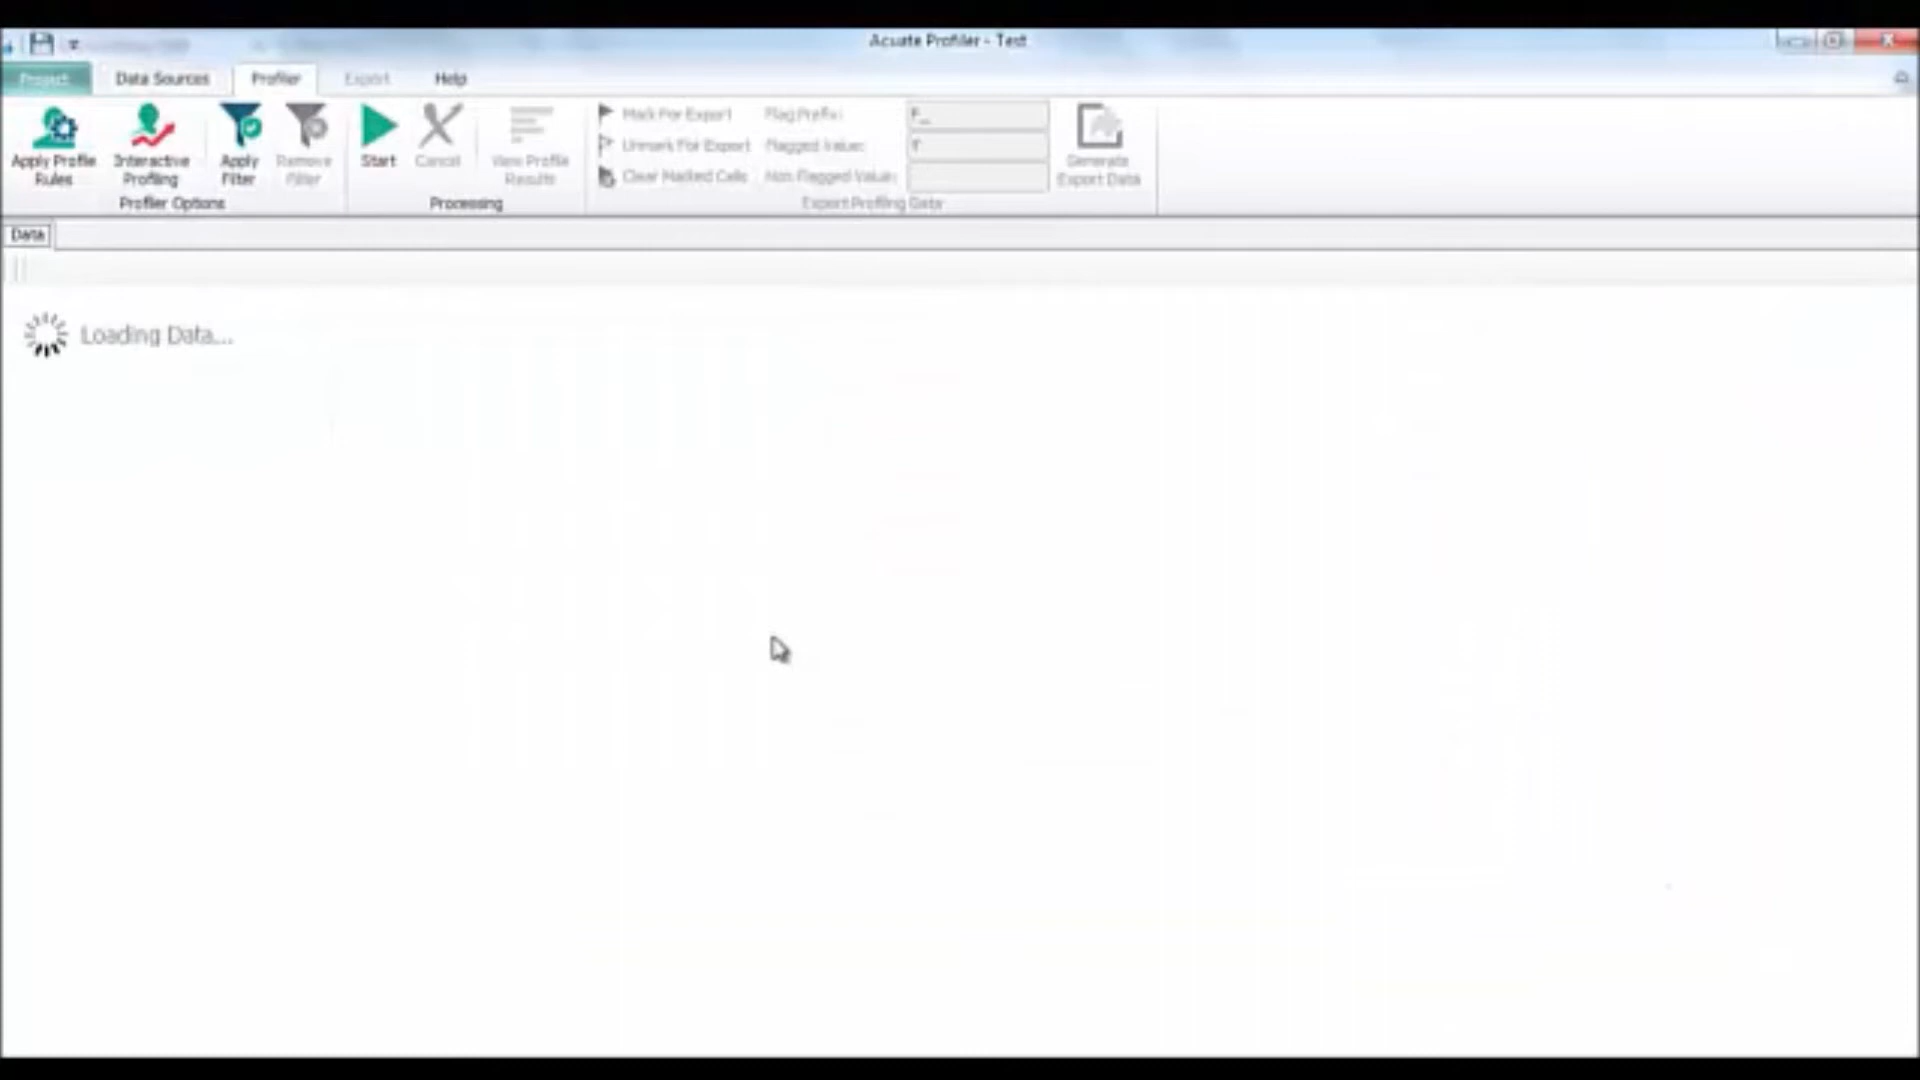 Acuate Profiler - Test
Project Data Sources Profiler Export Help
Apply Profile Rules
Interactive Profiling
Apply Filter
Remove Filter
Start
Cancel
View Profile Results
Mark For Export
Unmark For Export
Clear Marked Cells
Flag Prefix: F_
Flagged Value:
Non Flagged Value:
Generate Export Data
Profiler Options
Processing
Export Profiling Data
Data
Loading Data...